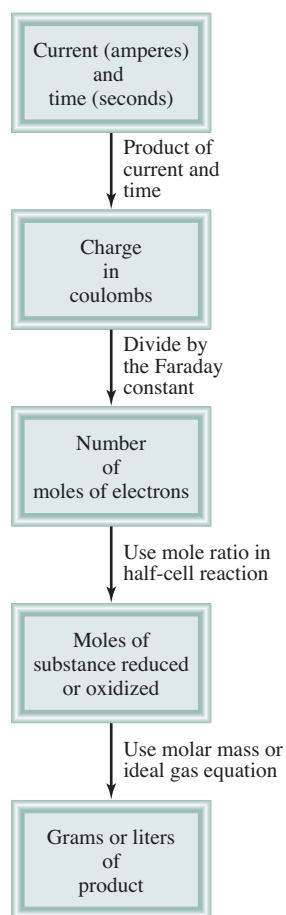 Current (amperes)
and
time (seconds)
Product of
current and
time
Charge
in
coulombs
Divide by
the Faraday
constant
Number
of
moles of electrons
Use mole ratio in
half-cell reaction
Moles of
substance reduced
or oxidized
Use molar mass or
ideal gas equation
Grams or liters
of
product